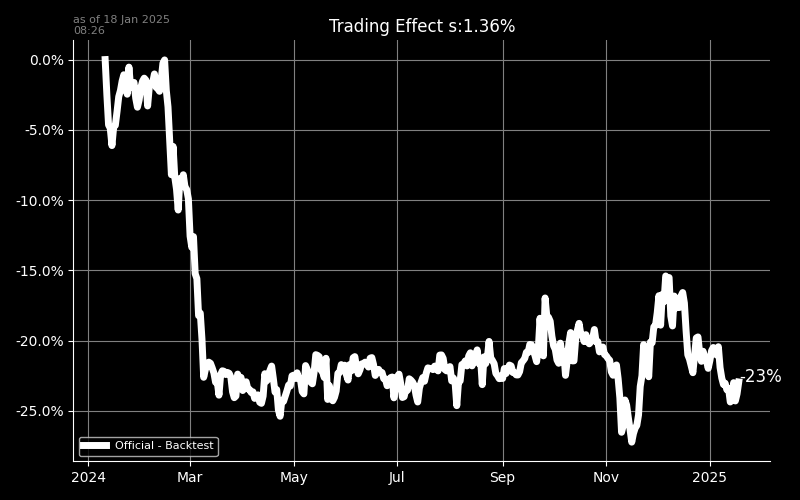 as of 18 Jan 2025
08:26
Trading Effect s:1.36%
0.0%
-5.0%
-10.0%
-15.0%
-20.0%
-25.0%
-23%
Official - Backtest
2024 Mar May Jul Sep Nov 2025